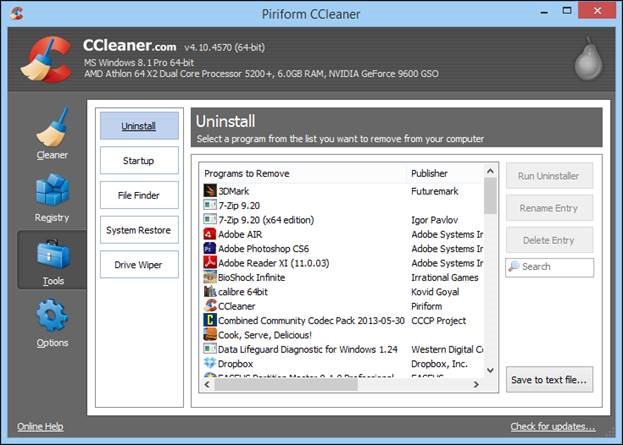 Piriform CCleaner
CCleaner.com v4.10.4570 (64-bit)
MS Windows 8.1 Pro 64-bit
AMD Athlon 64 X2 Dual Core Processor 5200+, 6.0GB RAM, NVIDIA GeForce 9600 GSO
Cleaner
Registry
Tools
Options
Uninstall
Startup
File Finder
System Restore
Drive Wiper
Uninstall
Select a program from the list you want to remove from your computer
Programs to Remove Publisher
3DMark Futuremark
7-Zip 9.20
7-Zip 9.20 (x64 edition) Igor Pavlov
Adobe AIR Adobe Systems Ir
Adobe Photoshop CS6 Adobe Systems Ir
Adobe Reader XI (11.0.03) Adobe Systems Ir
BioShock Infinite Irrational Games
calibre 64bit Kovid Goyal
CCleaner Piriform
Combined Community Codec Pack 2013-05-30 CCCP Project
Cook, Serve, Delicious!
Data Lifeguard Diagnostic for Windows 1.24 Western Digital C
Dropbox Dropbox, Inc.
Run Uninstaller
Rename Entry
Delete Entry
Search
Save to text file...
Online Help
Check for updates...